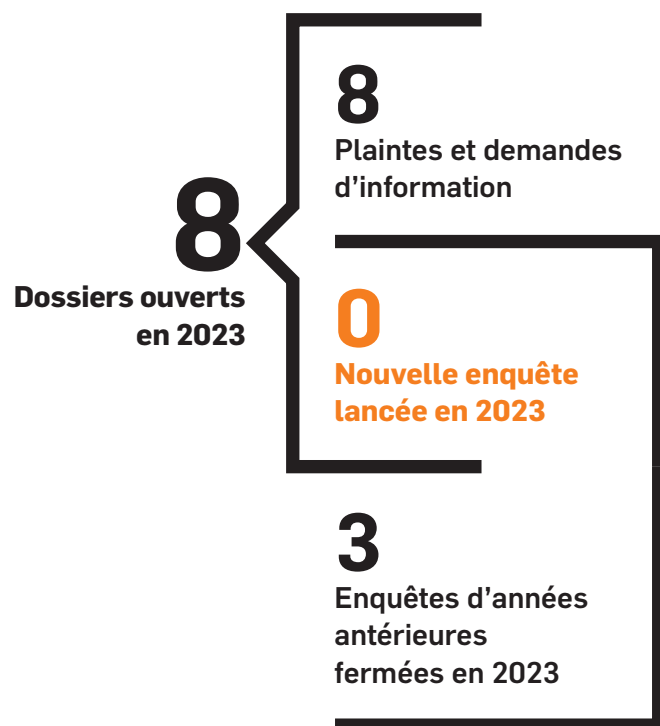 8
Dossiers ouverts
en 2023
8
Plaintes et demandes
d’information
0
Nouvelle enquête
lancée en 2023
3
Enquêtes d’années
antérieures
fermées en 2023